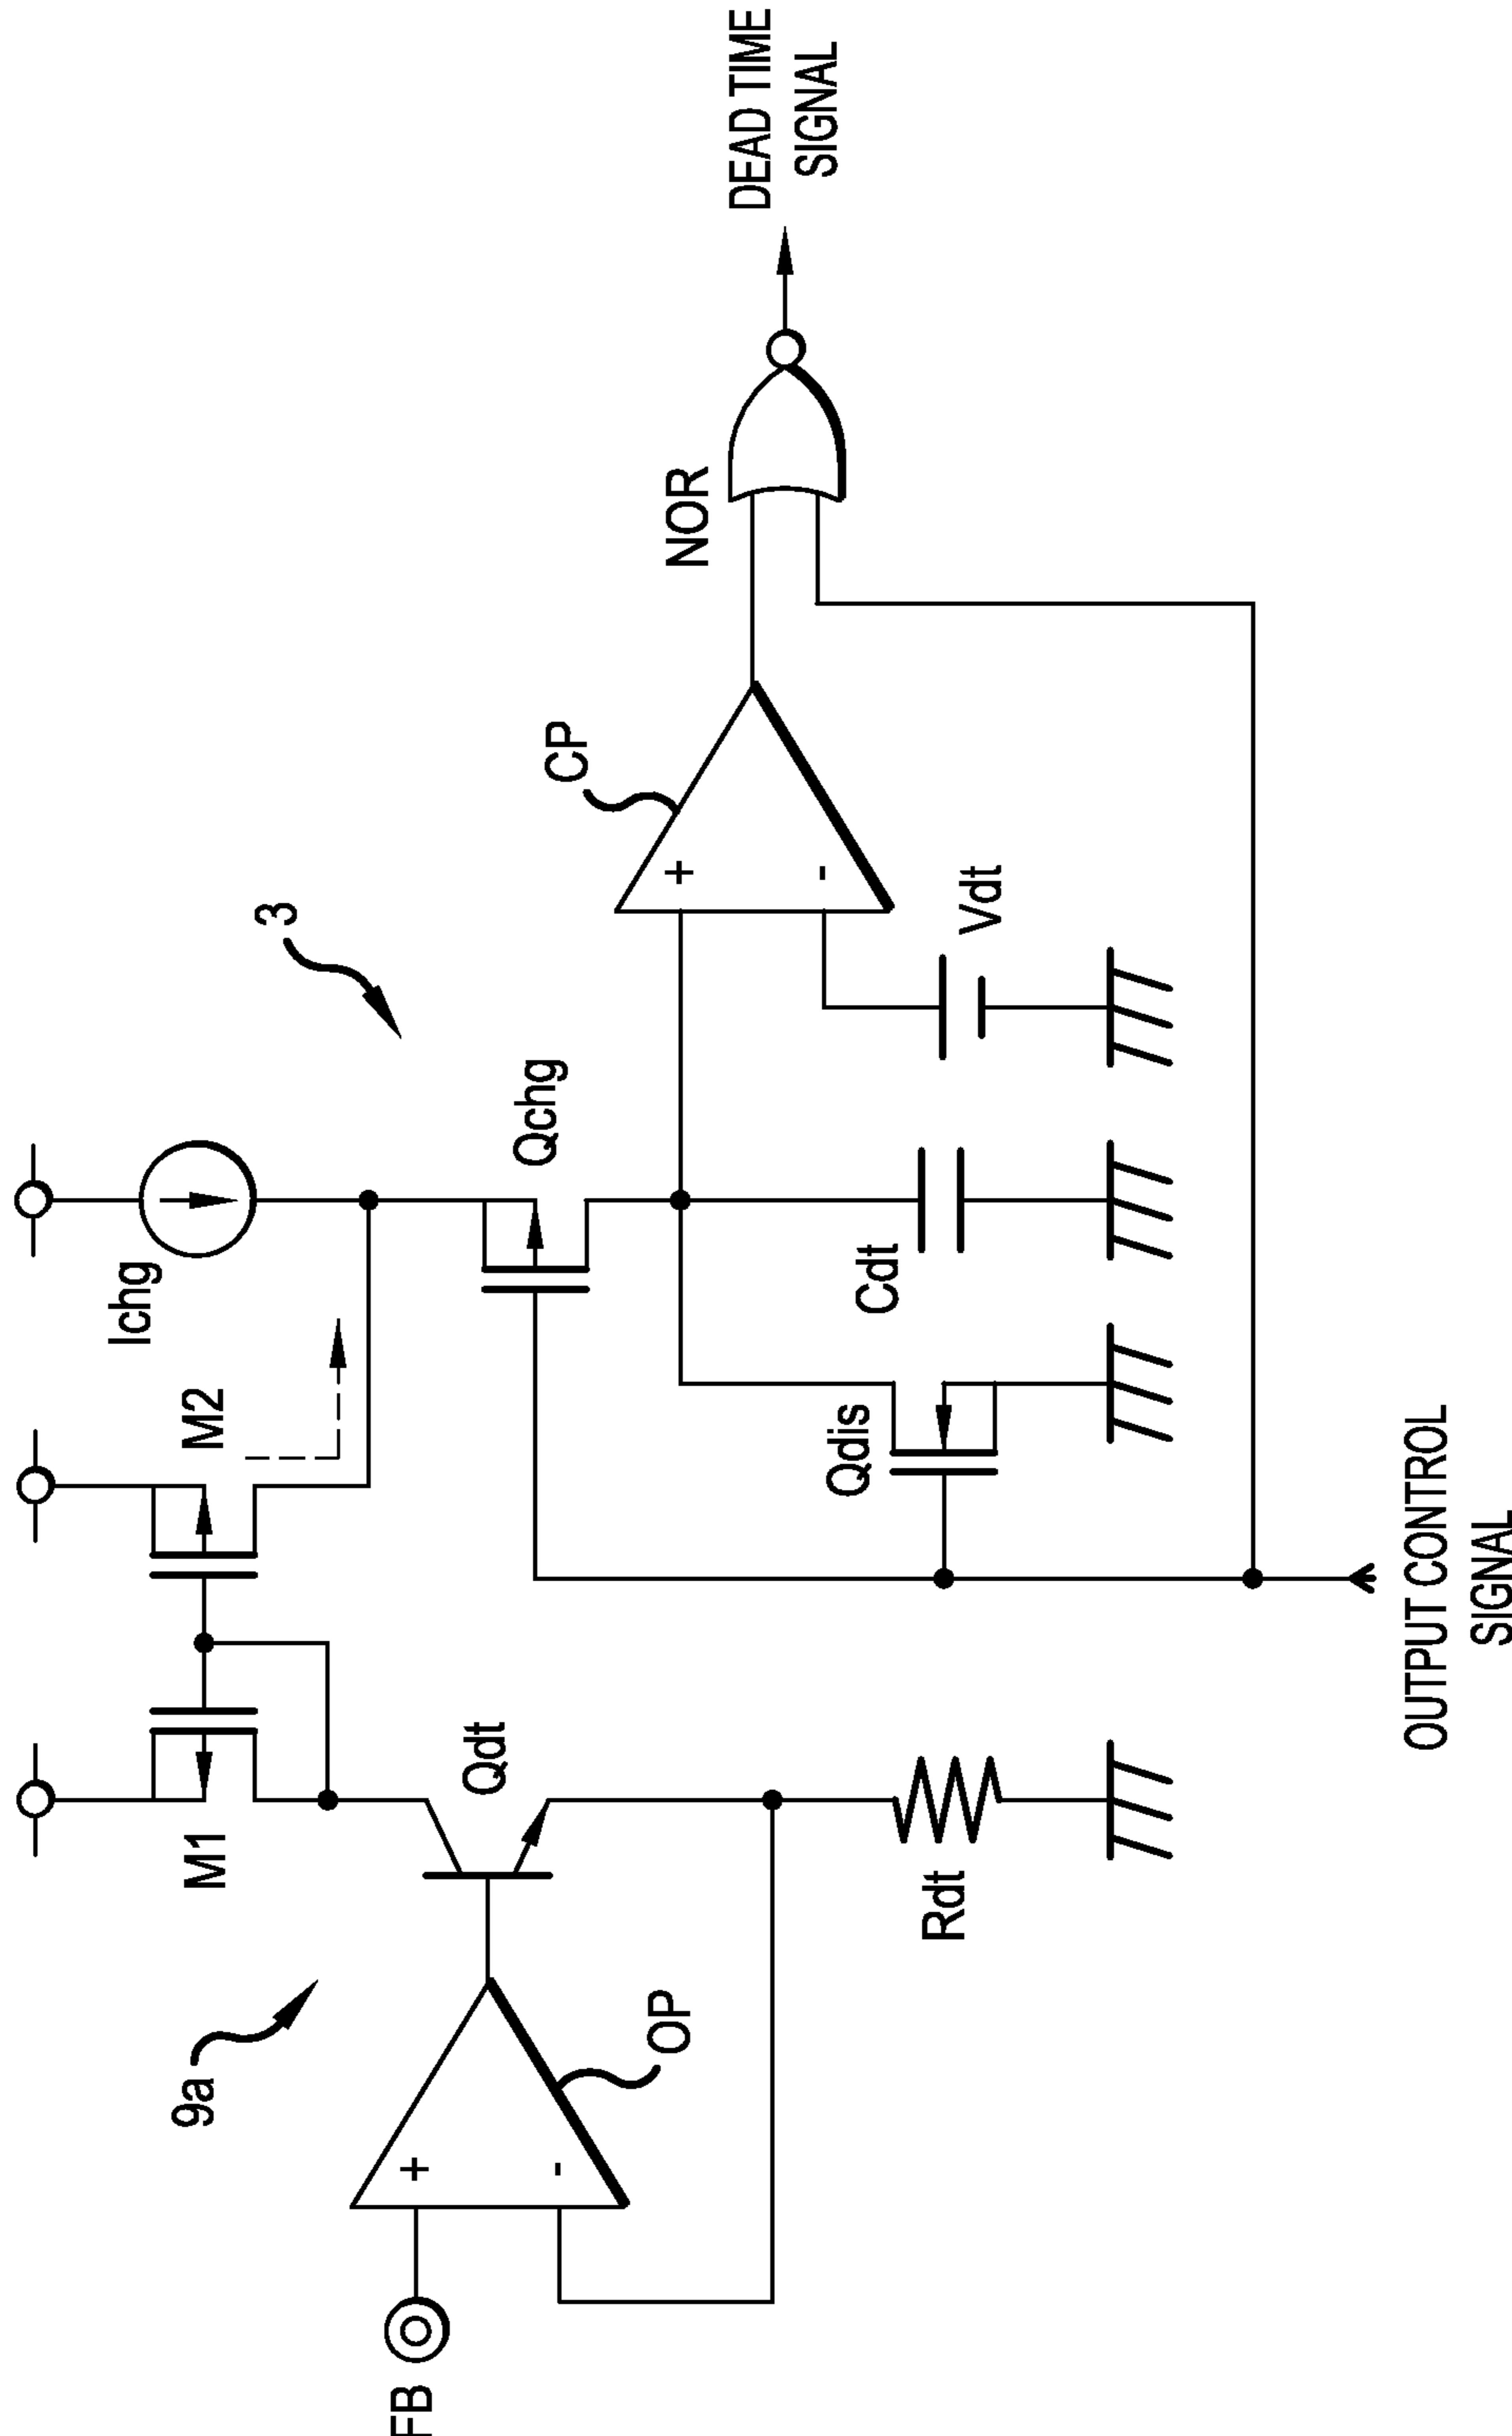 FB
9a
OP
M1
Qdt
Rdt
M2
Ichg
Qchg
3
Qdis
Cdt
Vdt
CP
NOR
+
-
+
-
DEAD TIME
SIGNAL
OUTPUT CONTROL
SIGNAL